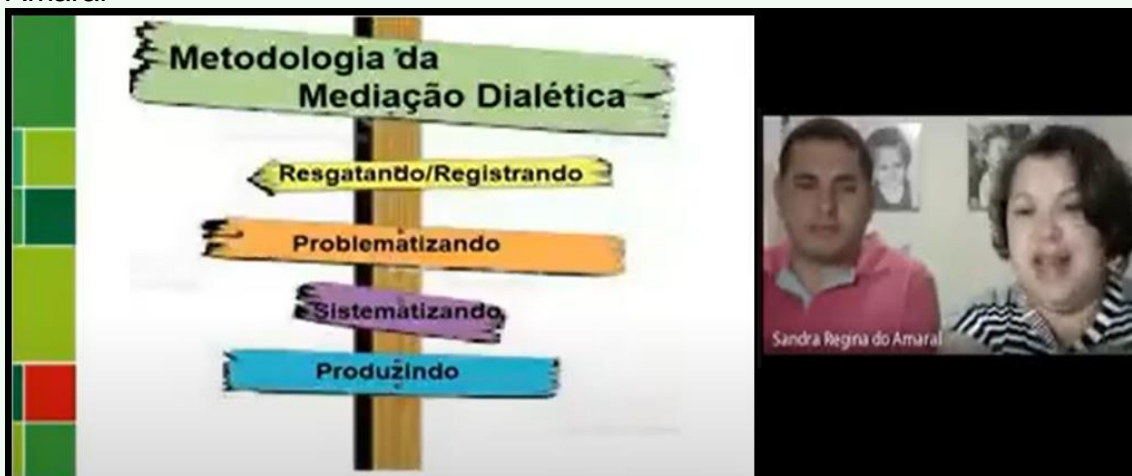 Metodologia da
Mediação Dialética
Resgatando/Registrando
Problematizando
Sistematizando
Produzindo
Sandra Regina do Amaral